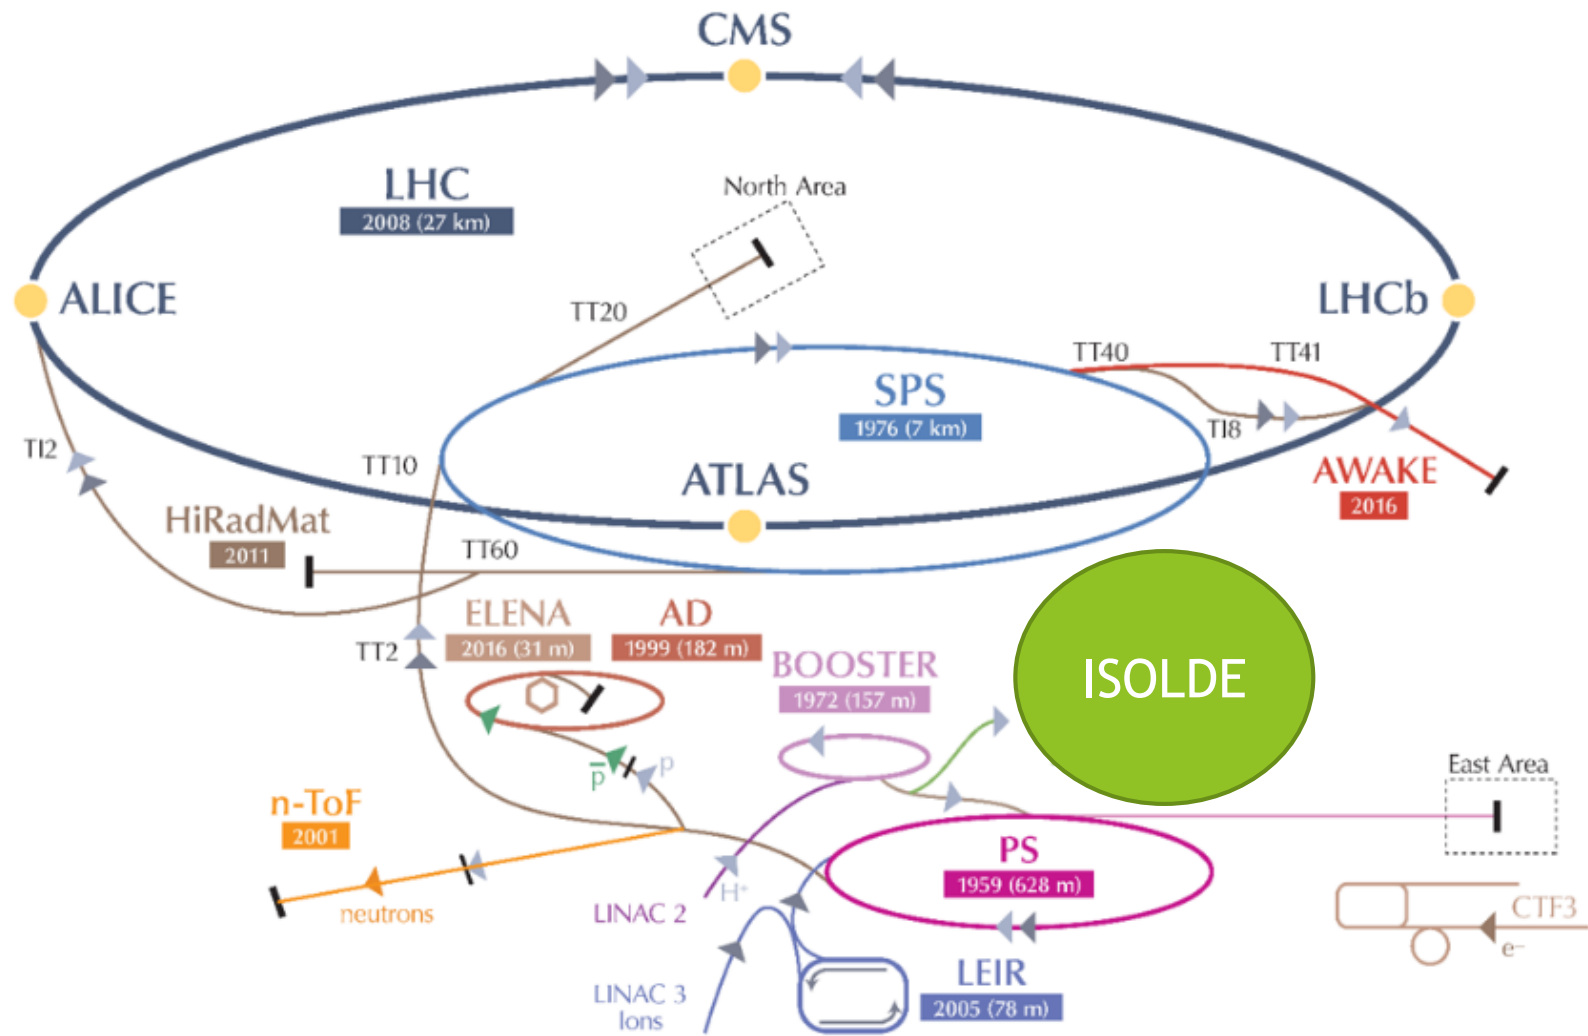 CMS
LHC
2008 (27 km)
North Area
ALICE
LHCb
TT20
TT40
TT41
SPS
1976 (7 km)
TI8
TI2
TT10
ATLAS
AWAKE
2016
HiRadMat
2011
TT60
ELENA
2016 (31 m)
AD
1999 (182 m)
TT2
BOOSTER
1972 (157 m)
ISOLDE
p
p̅
East Area
n-ToF
2001
PS
1959 (628 m)
H⁺
neutrons
LINAC 2
CTF3
e⁻
LEIR
2005 (78 m)
LINAC 3
Ions